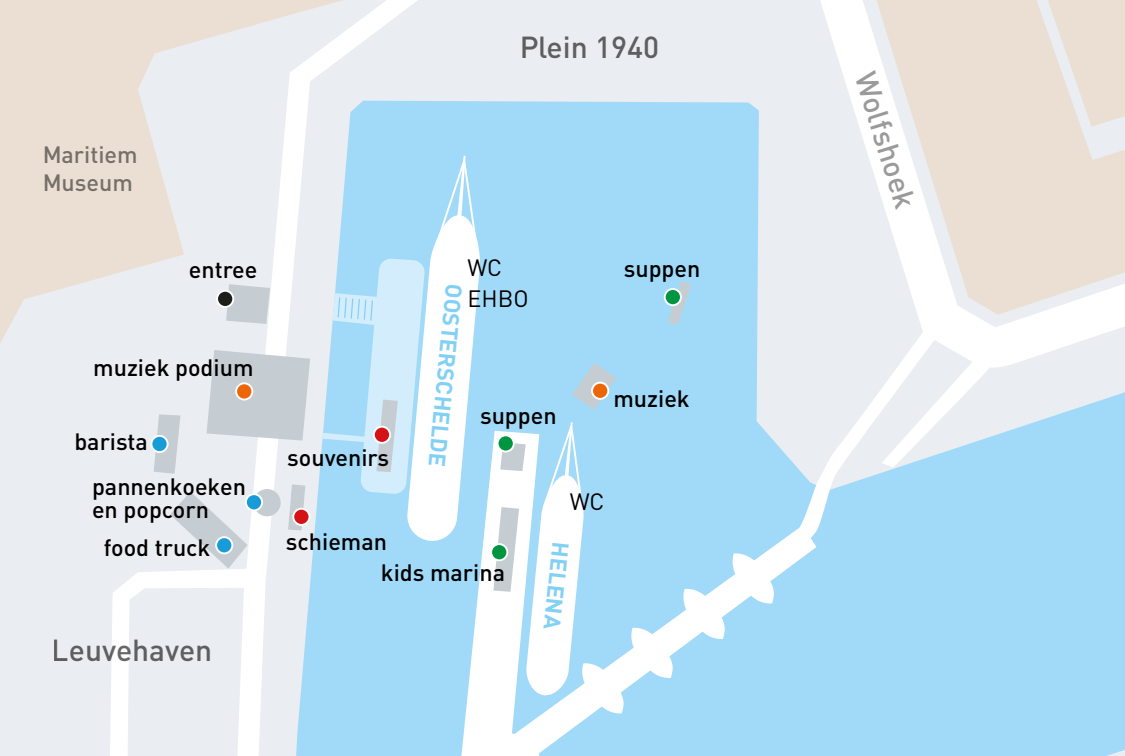 Plein 1940
Wolfshoek
Maritiem
Museum
entree
WC
EHBO
suppen
OOSTERSCHELDE
muziek podium
muziek
suppen
barista
souvenirs
pannenkoeken
en popcorn
WC
schieman
food truck
kids marina
HELENA
Leuvehaven